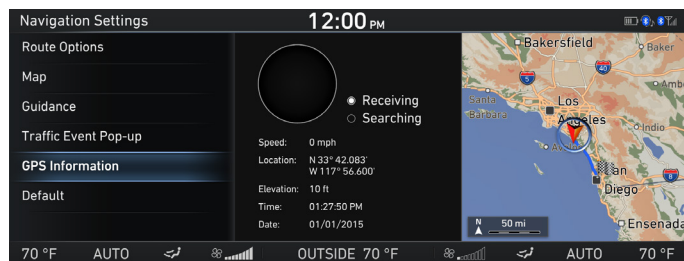 Navigation Settings
12:00 PM
Route Options
Map
Guidance
Traffic Event Pop-up
GPS Information
Default
Receiving
Searching
Speed: 0 mph
Location: N 33° 42.083'
W 117° 56.600'
Elevation: 10 ft
Time: 01:27:50 PM
Date: 01/01/2015
Bakersfield
Baker
40
5
Amb
Santa
Barbara
Los
Angeles
Indio
8
San
Diego
Ensenada
N 50 mi
70 °F AUTO OUTSIDE 70 °F AUTO 70 °F